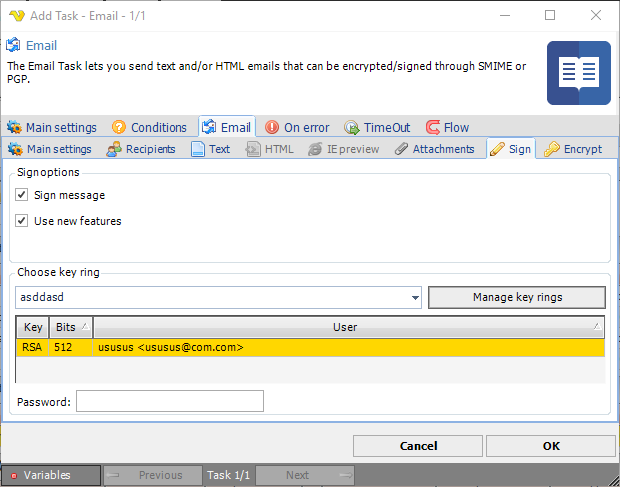 Add Task - Email - 1/1
Email
The Email Task lets you send text and/or HTML emails that can be encrypted/signed through SMIME or
PGP.
Main settings Conditions Email On error TimeOut Flow
Main settings Recipients Text HTML IE preview Attachments Sign Encrypt
Sign options
Sign message
Use new features
Choose key ring
asddasd Manage key rings
Key Bits User
RSA 512 ususus <ususus@com.com>
Password:
Cancel OK
Variables Previous Task 1/1 Next